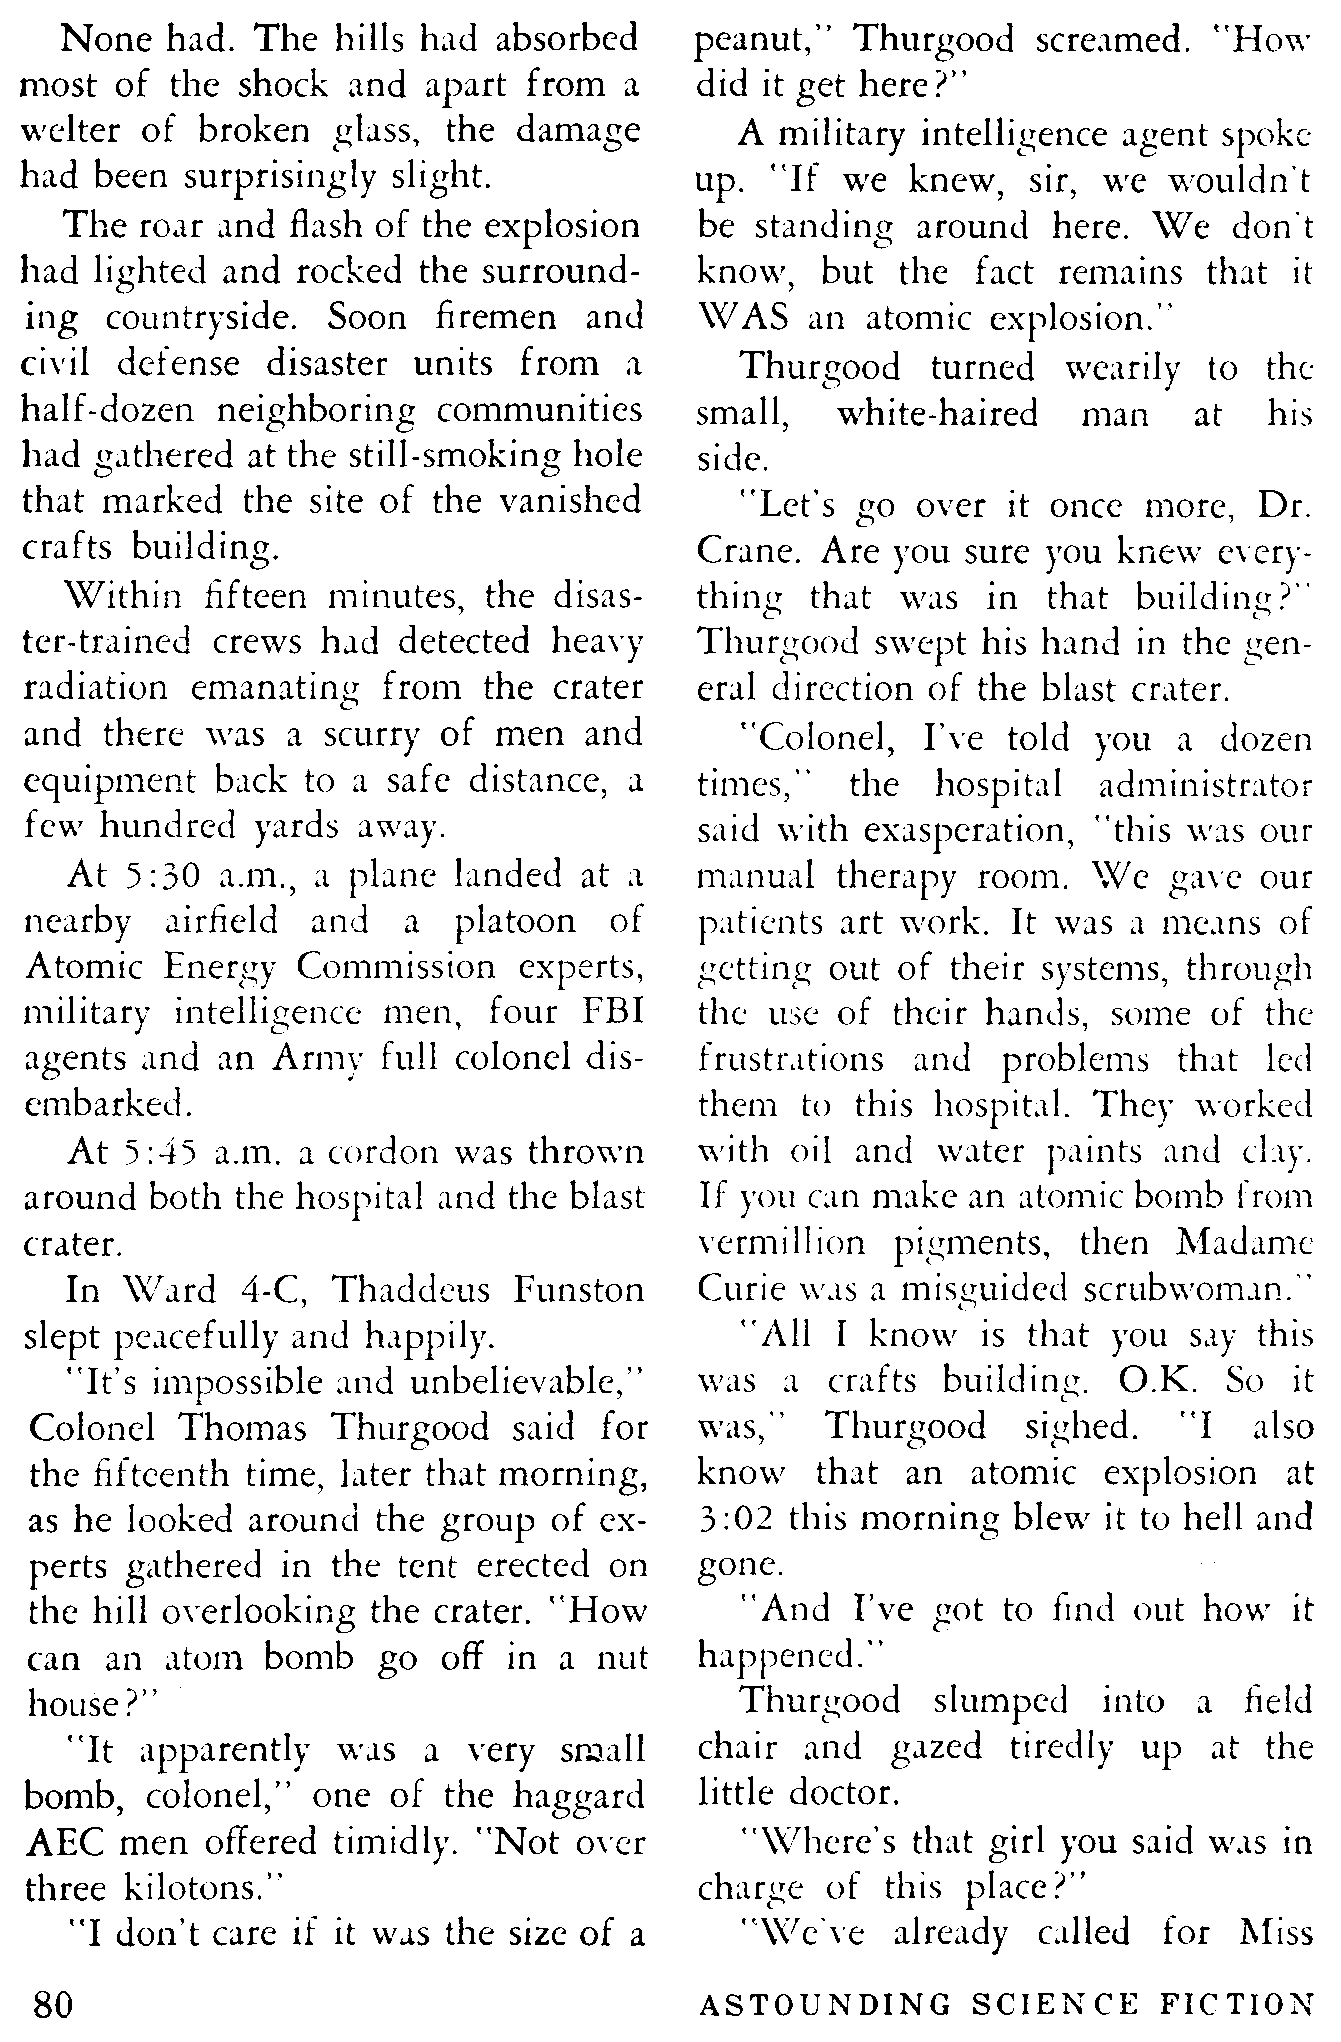 None had. The hills had absorbed
most of the shock and apart from a
welter of broken glass, the damage
had been surprisingly slight.
The roar and flash of the explosion
had lighted and rocked the surround-
ing countryside. Soon firemen and
civil defense disaster units from a
half-dozen neighboring communities
had gathered at the still-smoking hole
that marked the site of the vanished
crafts building.
Within fifteen minutes, the disas-
ter-trained crews had detected heavy
radiation emanating from the crater
and there was a scurry of men and
equipment back to a safe distance, a
few hundred yards away.
At 5:30 a.m., a plane landed at a
nearby airfield and a platoon of
Atomic Energy Commission experts,
military intelligence men, four FBI
agents and an Army full colonel dis-
embarked.
At 5:45 a.m. a cordon was thrown
around both the hospital and the blast
crater.
In Ward 4-C, Thaddeus Funston
slept peacefully and happily.
"It's impossible and unbelievable,"
Colonel Thomas Thurgood said for
the fifteenth time, later that morning,
as he looked around the group of ex-
perts gathered in the tent erected on
the hill overlooking the crater. "How
can an atom bomb go off in a nut
house?"
"It apparently was a very small
bomb, colonel," one of the haggard
AEC men offered timidly. "Not over
three kilotons."
"I don't care if it was the size of a
peanut," Thurgood screamed. "How
did it get here?"
A military intelligence agent spoke
up. "If we knew, sir, we wouldn't
be standing around here. We don't
know, but the fact remains that it
WAS an atomic explosion."
Thurgood turned wearily to the
small, white-haired man at his
side.
"Let's go over it once more, Dr.
Crane. Are you sure you knew every-
thing that was in that building?"
Thurgood swept his hand in the gen-
eral direction of the blast crater.
"Colonel, I've told you a dozen
times," the hospital administrator
said with exasperation, "this was our
manual therapy room. We gave our
patients art work. It was a means of
getting out of their systems, through
the use of their hands, some of the
frustrations and problems that led
them to this hospital. They worked
with oil and water paints and clay.
If you can make an atomic bomb from
vermillion pigments, then Madame
Curie was a misguided scrubwoman."
"All I know is that you say this
was a crafts building. O.K. So it
was," Thurgood sighed. "I also
know that an atomic explosion at
3:02 this morning blew it to hell and
gone.
"And I've got to find out how it
happened."
Thurgood slumped into a field
chair and gazed tiredly up at the
little doctor.
"Where's that girl you said was in
charge of this place?"
"We've already called for Miss
80
ASTOUNDING SCIENCE FICTION